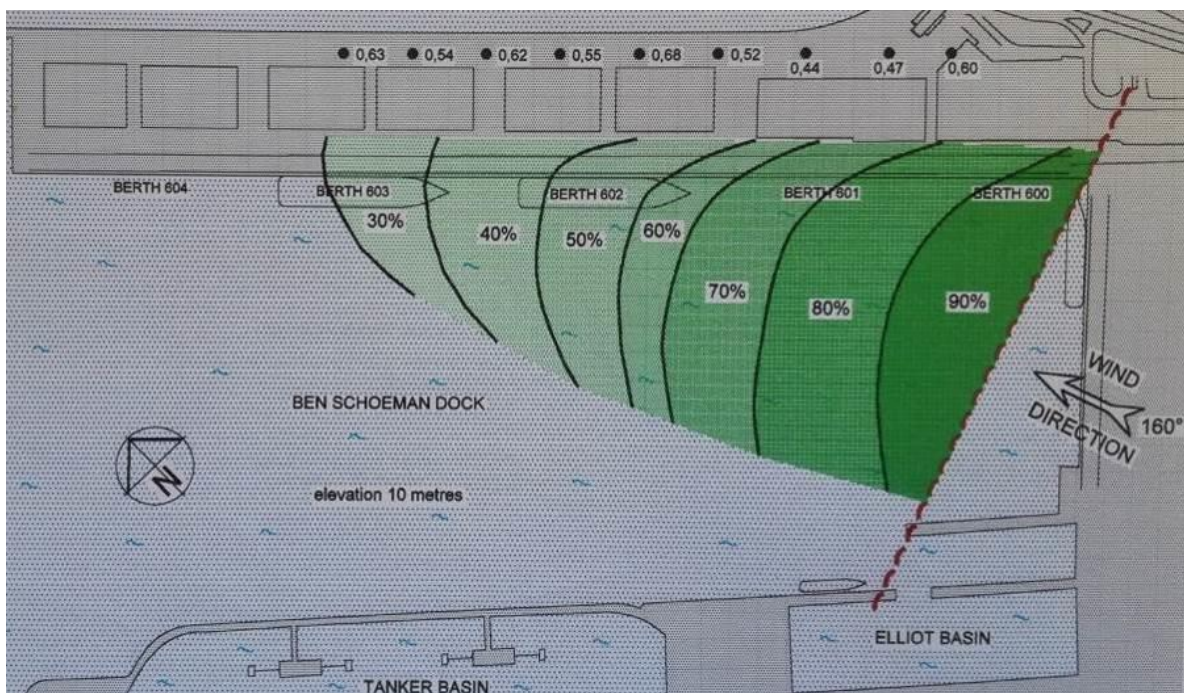 0,63
0,54
0,62
0,55
0,68
0,52
0,44
0,47
0,60
BERTH 604
BERTH 603
BERTH 602
BERTH 601
BERTH 600
30%
40%
50%
60%
70%
80%
90%
WIND
DIRECTION
160°
BEN SCHOEMAN DOCK
N
elevation 10 metres
ELLIOT BASIN
TANKER BASIN